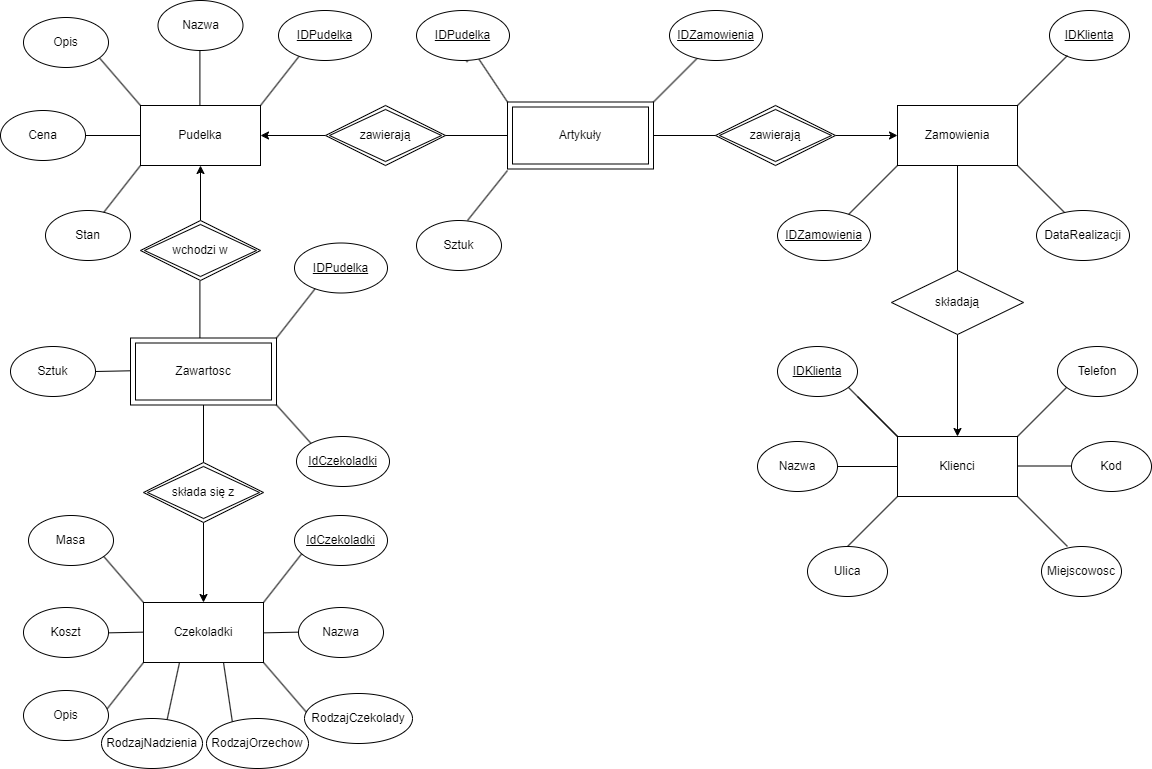 Nazwa
Opis
IDPudelka
IDPudelka
IDZamowienia
IDKlienta
Cena
Pudelka
zawierają
Artykuły
zawierają
Zamowienia
Stan
wchodzi w
Sztuk
IDZamowienia
DataRealizacji
IDPudelka
składają
Sztuk
Zawartosc
IDKlienta
Telefon
IdCzekoladki
Nazwa
Klienci
Kod
składa się z
Masa
IdCzekoladki
Ulica
Miejscowosc
Koszt
Czekoladki
Nazwa
Opis
RodzajNadzienia
RodzajOrzechow
RodzajCzekolady